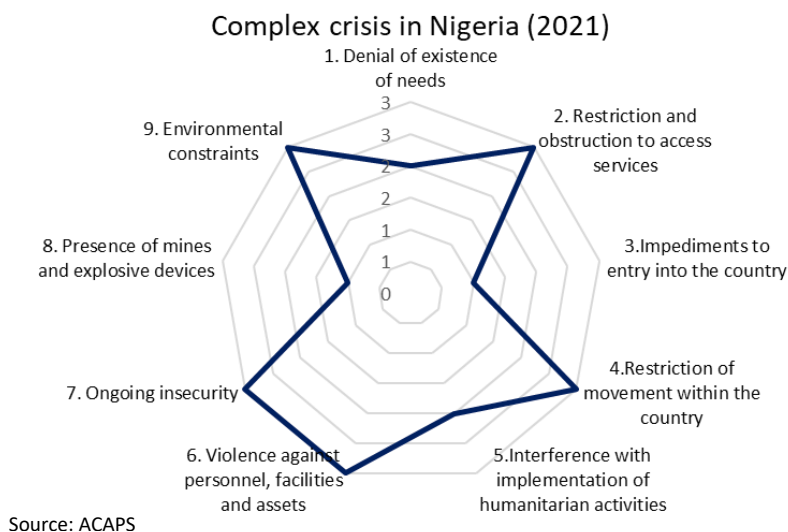 Complex crisis in Nigeria (2021)
1. Denial of existence
of needs
3
3
2
2
1
1
0
2. Restriction and
obstruction to access
services
3.Impediments to
entry into the country
4.Restriction of
movement within the
country
5.Interference with
implementation of
humanitarian activities
6. Violence against
personnel, facilities
and assets
7. Ongoing insecurity
8. Presence of mines
and explosive devices
9. Environmental
constraints
Source: ACAPS